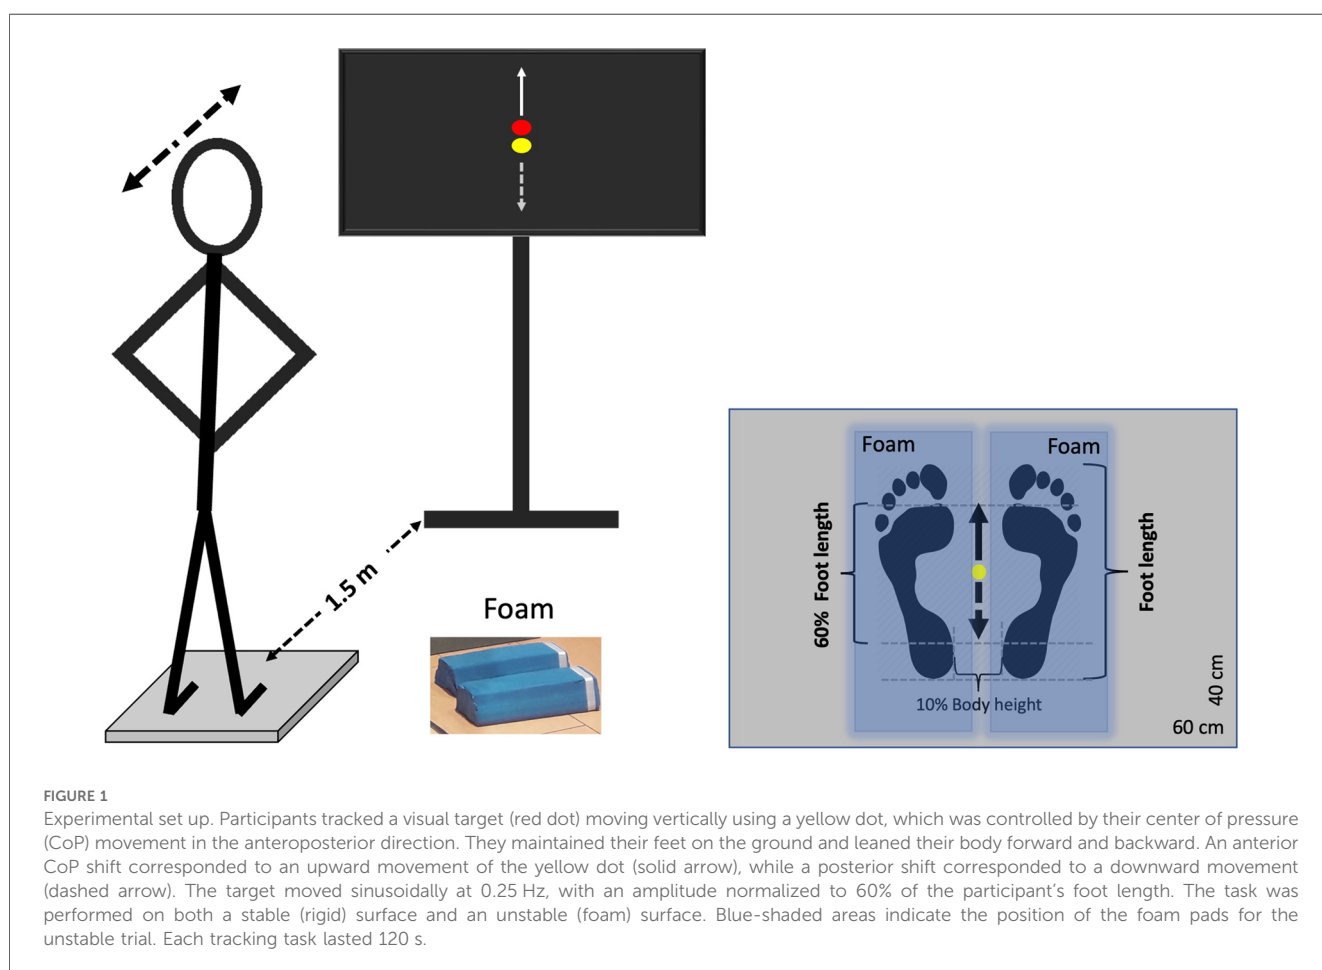 1.5 m
Foam
Foam
Foam
60% Foot length
Foot length
10% Body height
40 cm
60 cm
FIGURE 1
Experimental set up. Participants tracked a visual target (red dot) moving vertically using a yellow dot, which was controlled by their center of pressure
(CoP) movement in the anteroposterior direction. They maintained their feet on the ground and leaned their body forward and backward. An anterior
CoP shift corresponded to an upward movement of the yellow dot (solid arrow), while a posterior shift corresponded to a downward movement
(dashed arrow). The target moved sinusoidally at 0.25 Hz, with an amplitude normalized to 60% of the participant's foot length. The task was
performed on both a stable (rigid) surface and an unstable (foam) surface. Blue-shaded areas indicate the position of the foam pads for the
unstable trial. Each tracking task lasted 120 s.